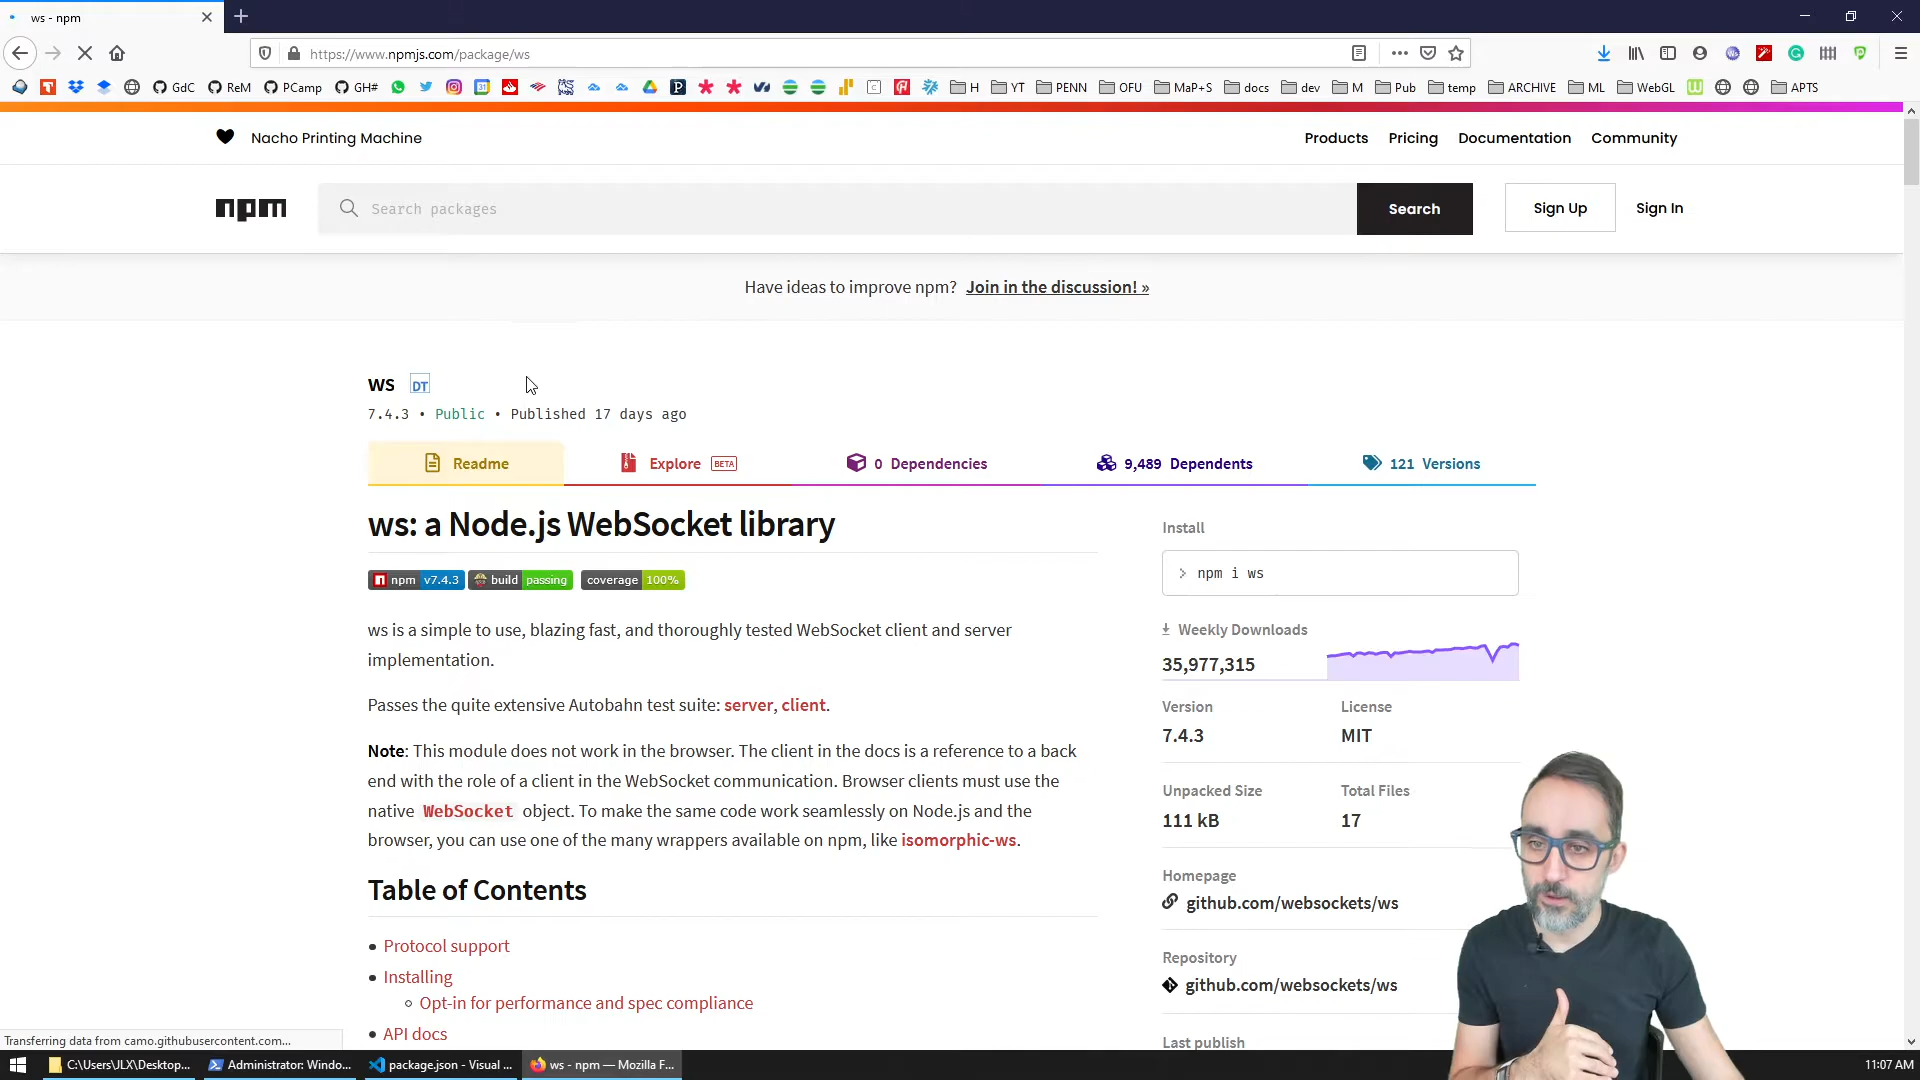 ws - npm
https://www.npmjs.com/package/ws
GdC
ReM
PCamp
GH#
H
YT
PENN
OFU
MaP+S
docs
dev
M
Pub
temp
ARCHIVE
ML
WebGL
APTS
Nacho Printing Machine
Products
Pricing
Documentation
Community
npm
Search packages
Search
Sign Up
Sign In
Have ideas to improve npm? Join in the discussion! »
ws DT
7.4.3 • Public • Published 17 days ago
Readme
Explore BETA
0 Dependencies
9,489 Dependents
121 Versions
ws: a Node.js WebSocket library
npm v7.4.3 build passing coverage 100%
ws is a simple to use, blazing fast, and thoroughly tested WebSocket client and server
implementation.
Passes the quite extensive Autobahn test suite: server, client.
Note: This module does not work in the browser. The client in the docs is a reference to a back
end with the role of a client in the WebSocket communication. Browser clients must use the
native WebSocket object. To make the same code work seamlessly on Node.js and the
browser, you can use one of the many wrappers available on npm, like isomorphic-ws.
Table of Contents
• Protocol support
• Installing
◦ Opt-in for performance and spec compliance
• API docs
Install
> npm i ws
Weekly Downloads
35,977,315
Version
License
7.4.3
MIT
Unpacked Size
Total Files
111 kB
17
Homepage
github.com/websockets/ws
Repository
github.com/websockets/ws
Last publish
Transferring data from camo.githubusercontent.com...
C:\Users\JLX\Desktop...
Administrator: Windo...
package.json - Visual ...
ws - npm — Mozilla F...
11:07 AM